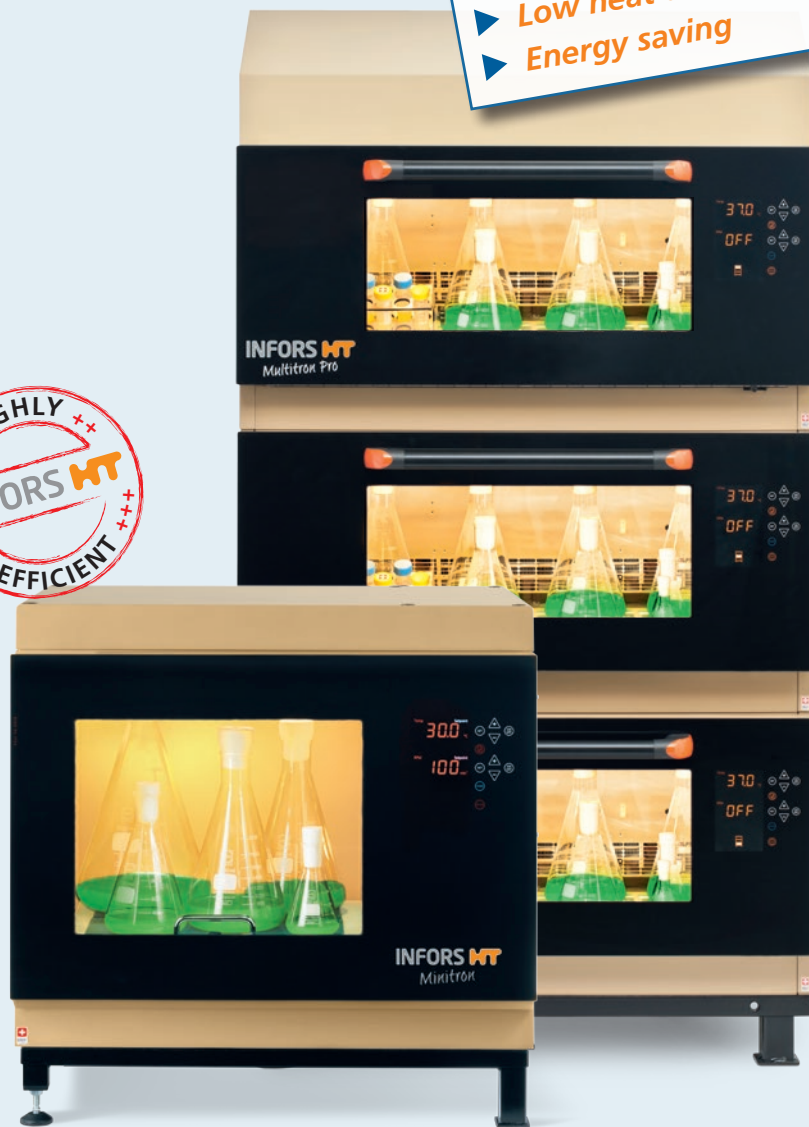 Low heat
Energy saving
37.0
OFF
INFORS HT
Multitron Pro
GHLY ++
ORS HT
+++
EFFICIENT
37.0
OFF
30.0
100
37.0
OFF
INFORS HT
Minitron